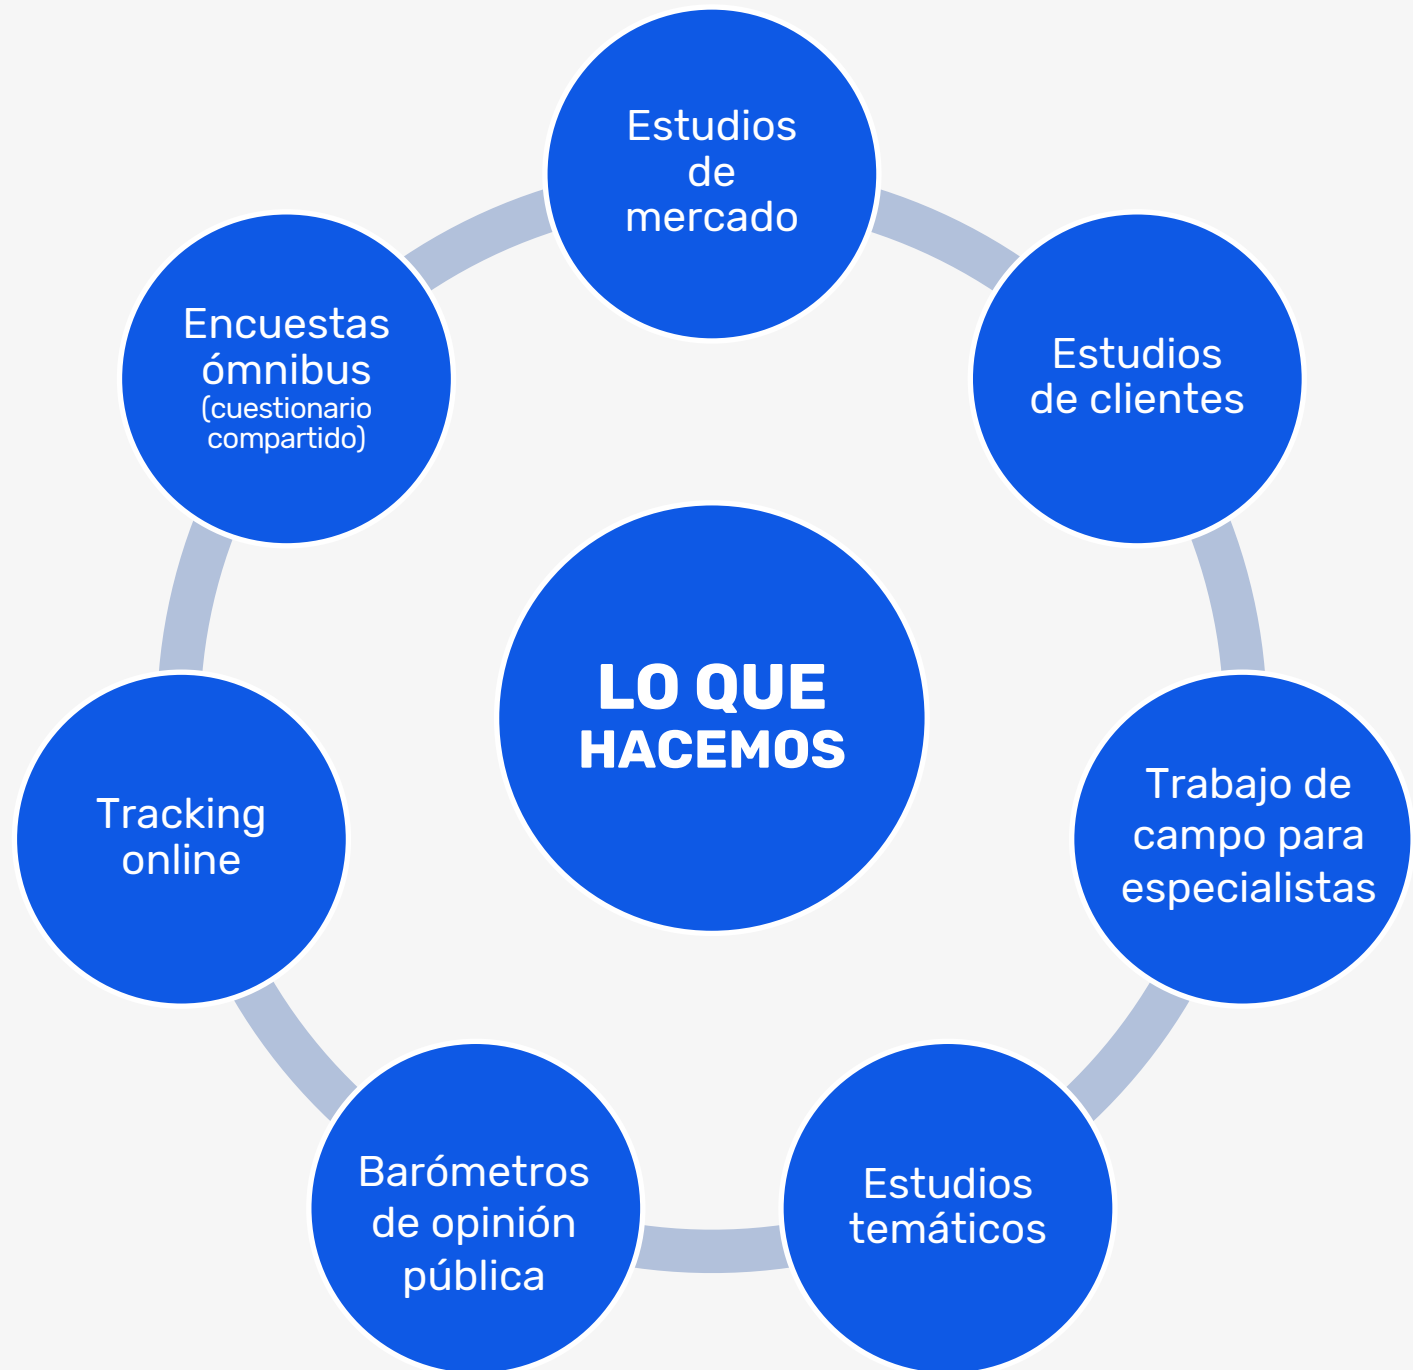 Estudios
de
mercado
Estudios
de clientes
Trabajo de
campo para
especialistas
Estudios
temáticos
Barómetros
de opinión
pública
Tracking
online
Encuestas
ómnibus
(cuestionario
compartido)
LO QUE
HACEMOS